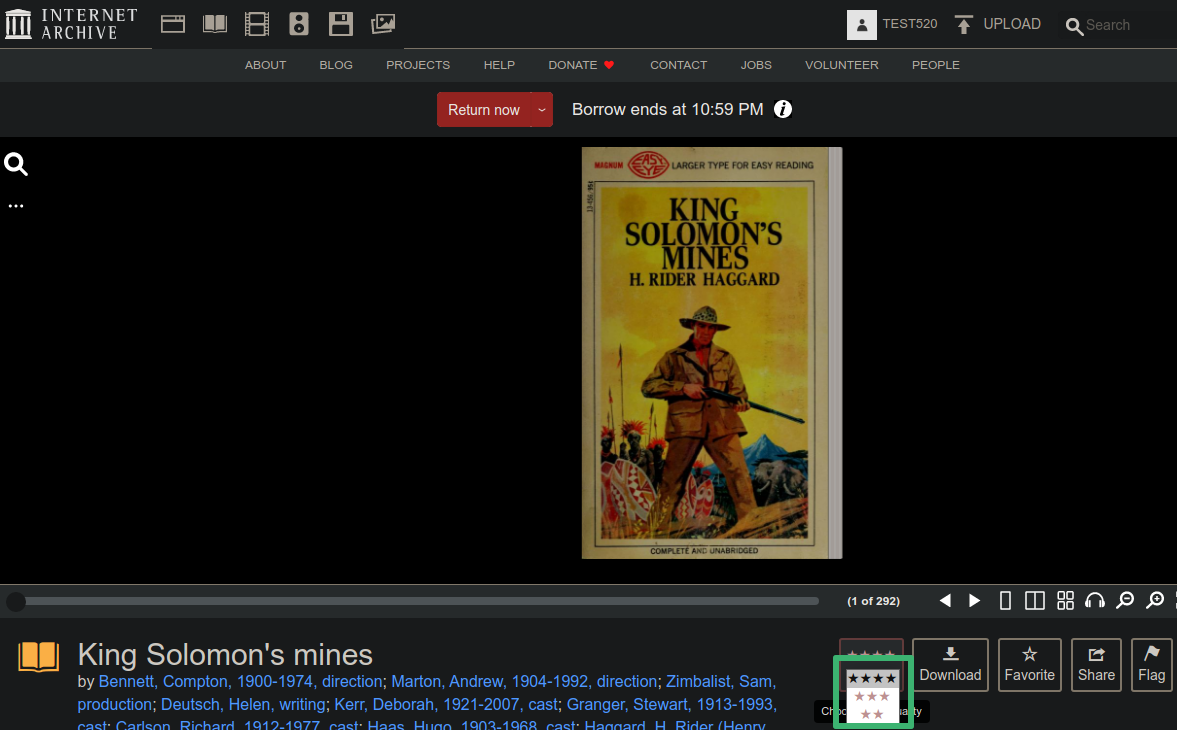 INTERNET
ARCHIVE
TEST520
UPLOAD
Search
ABOUT
BLOG
PROJECTS
HELP
DONATE
CONTACT
JOBS
VOLUNTEER
PEOPLE
Return now
Borrow ends at 10:59 PM
MAGNUM EASY EYE LARGER TYPE FOR EASY READING
KING
SOLOMON'S
MINES
H. RIDER HAGGARD
COMPLETE AND UNABRIDGED
(1 of 292)
King Solomon's mines
by Bennett, Compton, 1900-1974, direction; Marton, Andrew, 1904-1992, direction; Zimbalist, Sam,
production; Deutsch, Helen, writing; Kerr, Deborah, 1921-2007, cast; Granger, Stewart, 1913-1993,
cast; Carlson, Richard, 1912-1977, cast; Haas, Hugo, 1903-1968, cast; Haggard, H. Rider (Henry
★★★★
★★★★
★★★
★★
Download
Favorite
Share
Flag